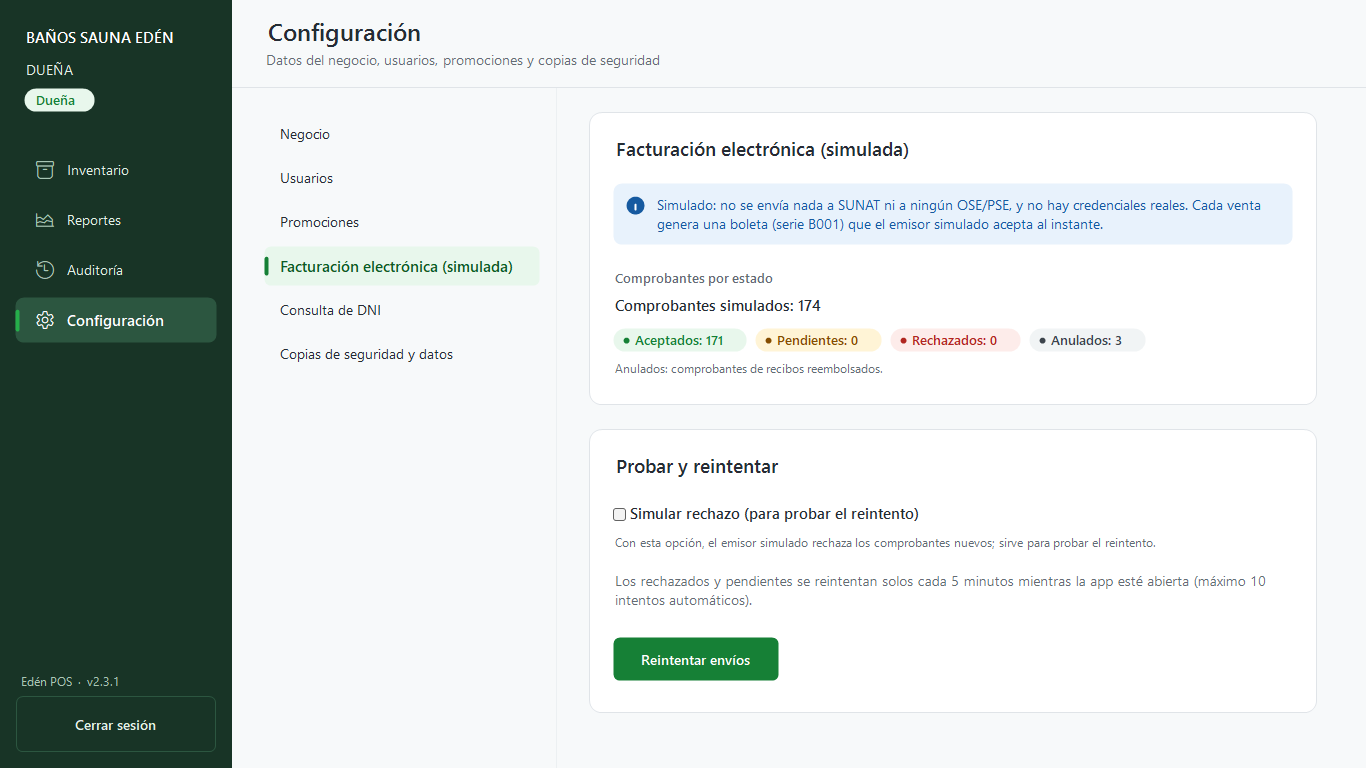 BAÑOS SAUNA EDÉN
DUEÑA
Dueña
Inventario
Reportes
Auditoría
Configuración
Edén POS · v2.3.1
Cerrar sesión
Configuración
Datos del negocio, usuarios, promociones y copias de seguridad
Negocio
Usuarios
Promociones
Facturación electrónica (simulada)
Consulta de DNI
Copias de seguridad y datos
Facturación electrónica (simulada)
Simulado: no se envía nada a SUNAT ni a ningún OSE/PSE, y no hay credenciales reales. Cada venta
genera una boleta (serie B001) que el emisor simulado acepta al instante.
Comprobantes por estado
Comprobantes simulados: 174
Aceptados: 171
Pendientes: 0
Rechazados: 0
Anulados: 3
Anulados: comprobantes de recibos reembolsados.
Probar y reintentar
Simular rechazo (para probar el reintento)
Con esta opción, el emisor simulado rechaza los comprobantes nuevos; sirve para probar el reintento.
Los rechazados y pendientes se reintentan solos cada 5 minutos mientras la app esté abierta (máximo 10
intentos automáticos).
Reintentar envíos